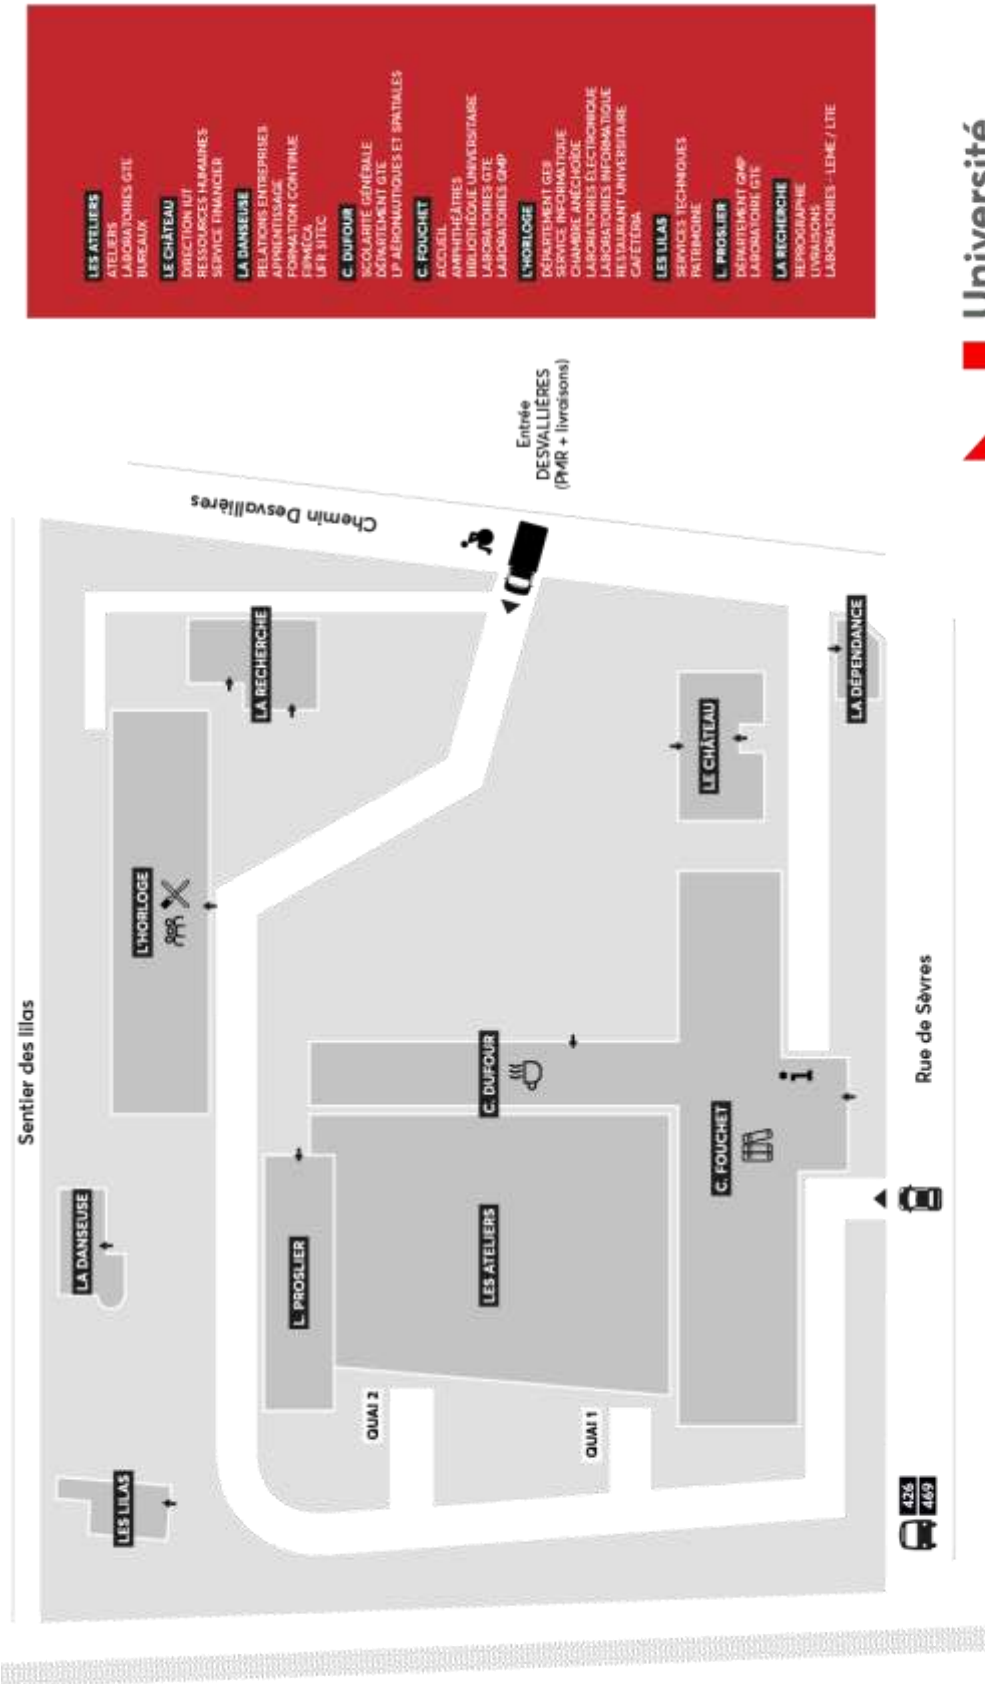 LES ATELIERS
ATELIERS
LABORATOIRES GTE
BUREAUX
LE CHÂTEAU
DIRECTION IUT
RESSOURCES HUMAINES
SERVICE FINANCIER
LA DANSEUSE
RELATIONS ENTREPRISES
APPRENTISSAGE
FORMATION CONTINUE
FIRMÉCA
UFR SITEC
C. DUFOUR
SCOLARITÉ GÉNÉRALE
DÉPARTEMENT GTE
LP AÉRONAUTIQUES ET SPATIALES
C. FOUCHET
ACCUEIL
AMPHITHÉÂTRES
BIBLIOTHÈQUE UNIVERSITAIRE
LABORATOIRES GTE
LABORATOIRES GMP
L'HORLOGE
DÉPARTEMENT GEII
SERVICE INFORMATIQUE
CHAMBRE ANÉCHOÏDE
LABORATOIRES ÉLECTRONIQUE
LABORATOIRES INFORMATIQUE
RESTAURANT UNIVERSITAIRE
CAFÉTÉRIA
LES LILAS
SERVICES TECHNIQUES
PATRIMOINE
L. PROSLIER
DÉPARTEMENT GMP
LABORATOIRE GTE
LA RECHERCHE
REPROGRAPHIE
LIVRAISONS
LABORATOIRES - LEME / LTIE
Sentier des lilas
LES LILAS
LA DANSEUSE
L'HORLOGE
LA RECHERCHE
Chemin Desvallières
Entrée
DESVALLIÈRES
(PMR + livraisons)
L. PROSLIER
QUAI 2
LES ATELIERS
C. DUFOUR
QUAI 1
C. FOUCHET
LE CHÂTEAU
LA DÉPENDANCE
426
469
Rue de Sèvres
Université